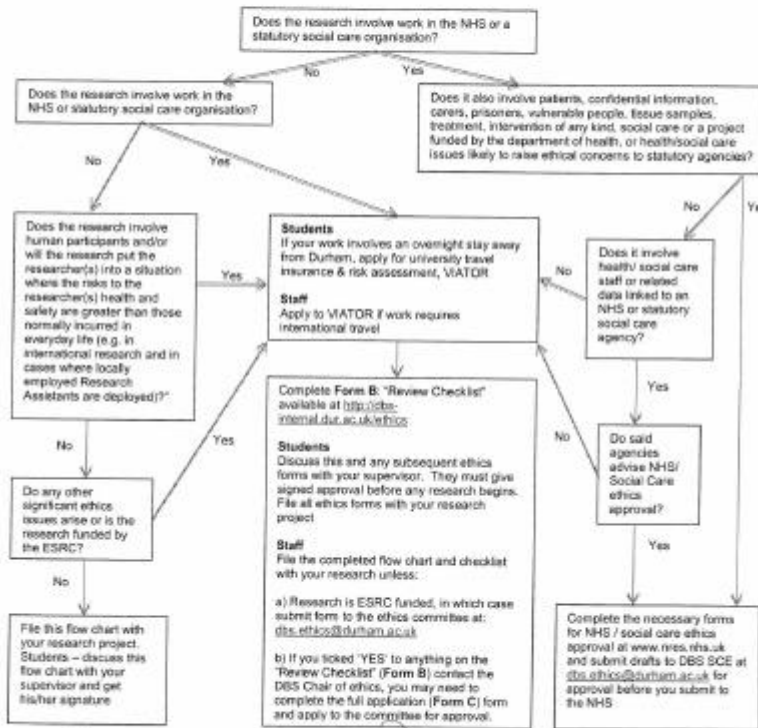 Does the research involve work in the NHS or a
statutory social care organisation?
No
Yes
Does the research involve work in the
NHS or statutory social care organisation?
Does it also involve patients, confidential information,
carers, prisoners, vulnerable people, tissue samples,
treatment, intervention of any kind, social care or a project
funded by the department of health, or health/social care
issues likely to raise ethical concerns to statutory agencies?
No
Yes
No
Yes
Does the research involve
human participants and/or
will the research put the
researcher(s) into a situation
where the risks to the
researcher(s) health and
safety are greater than those
normally incurred in
everyday life (e.g. in
international research and in
cases where locally
employed Research
Assistants are deployed)?"
Yes
Students
If your work involves an overnight stay away
from Durham, apply for university travel
insurance & risk assessment, VIATOR
Staff
Apply to VIATOR if work requires
international travel
No
Does it involve
health/ social care
staff or related
data linked to an
NHS or statutory
social care
agency?
Yes
No
Yes
No
Do any other
significant ethics
issues arise or is the
research funded by
the ESRC?
Complete Form B: "Review Checklist"
available at http://dbs-
internal.dur.ac.uk/ethics
Students
Discuss this and any subsequent ethics
forms with your supervisor. They must give
signed approval before any research begins.
File all ethics forms with your research
project
Staff
File the completed flow chart and checklist
with your research unless:
a) Research is ESRC funded, in which case
submit form to the ethics committee at:
dbs.ethics@durham.ac.uk
b) If you ticked 'YES' to anything on the
"Review Checklist" (Form B) contact the
DBS Chair of ethics, you may need to
complete the full application (Form C) form
and apply to the committee for approval.
Do said
agencies
advise NHS/
Social Care
ethics
approval?
Yes
No
File this flow chart with
your research project.
Students – discuss this
flow chart with your
supervisor and get
his/her signature
Complete the necessary forms
for NHS / social care ethics
approval at www.nres.nhs.uk
and submit drafts to DBS SCE at
dbs.ethics@durham.ac.uk for
approval before you submit to
the NHS